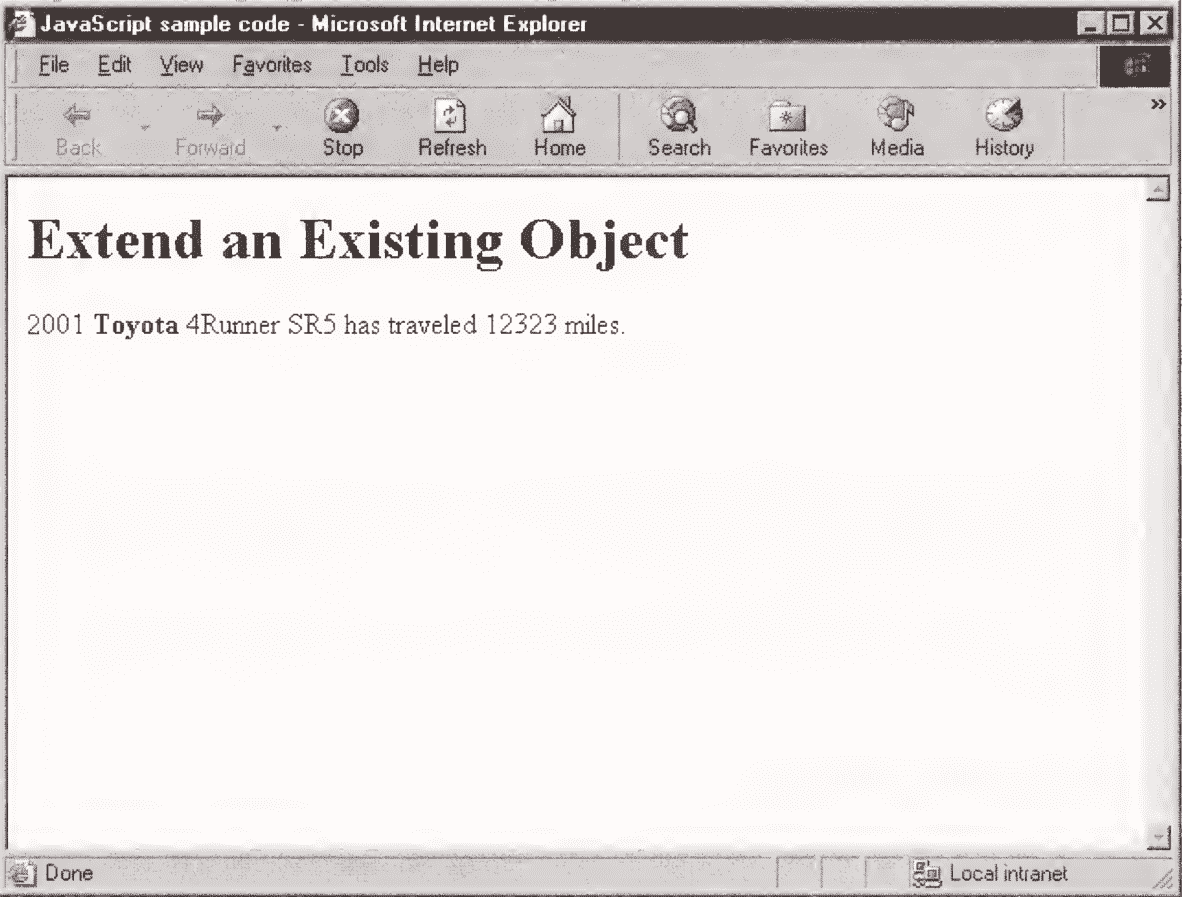 JavaScript sample code - Microsoft Internet Explorer
File Edit View Favorites Tools Help
Back Forward Stop Refresh Home Search Favorites Media History »
Extend an Existing Object
2001 Toyota 4Runner SR5 has traveled 12323 miles.
Done Local intranet